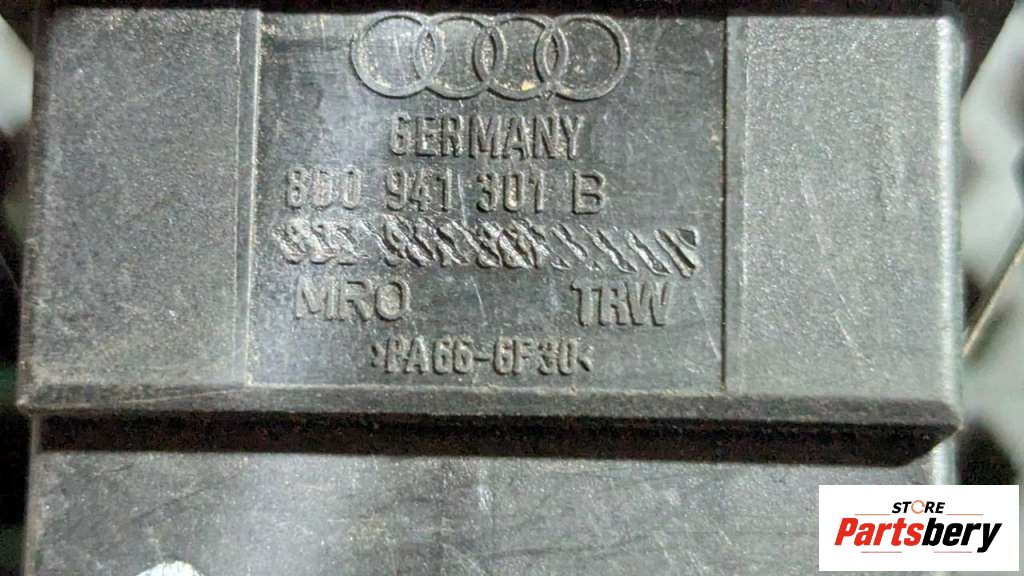 GERMANY
8D0 941 301 B
MRO TRW
>PA66-GF30<
STORE
Partsbery